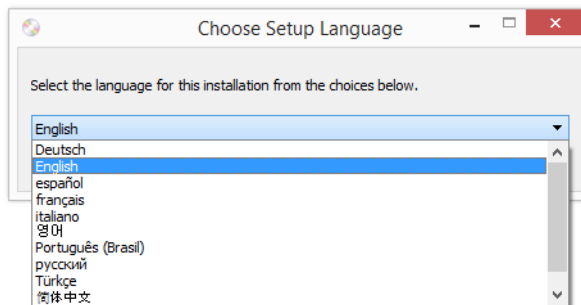 Choose Setup Language
Select the language for this installation from the choices below.
English
Deutsch
English
español
français
italiano
영어
Português (Brasil)
русский
Türkçe
简体中文